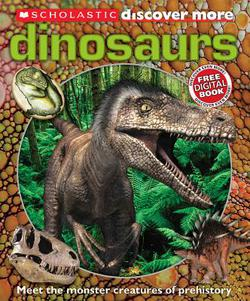 SCHOLASTIC discover more
dinosaurs
FREE
DIGITAL
BOOK
Meet the monster creatures of prehistory